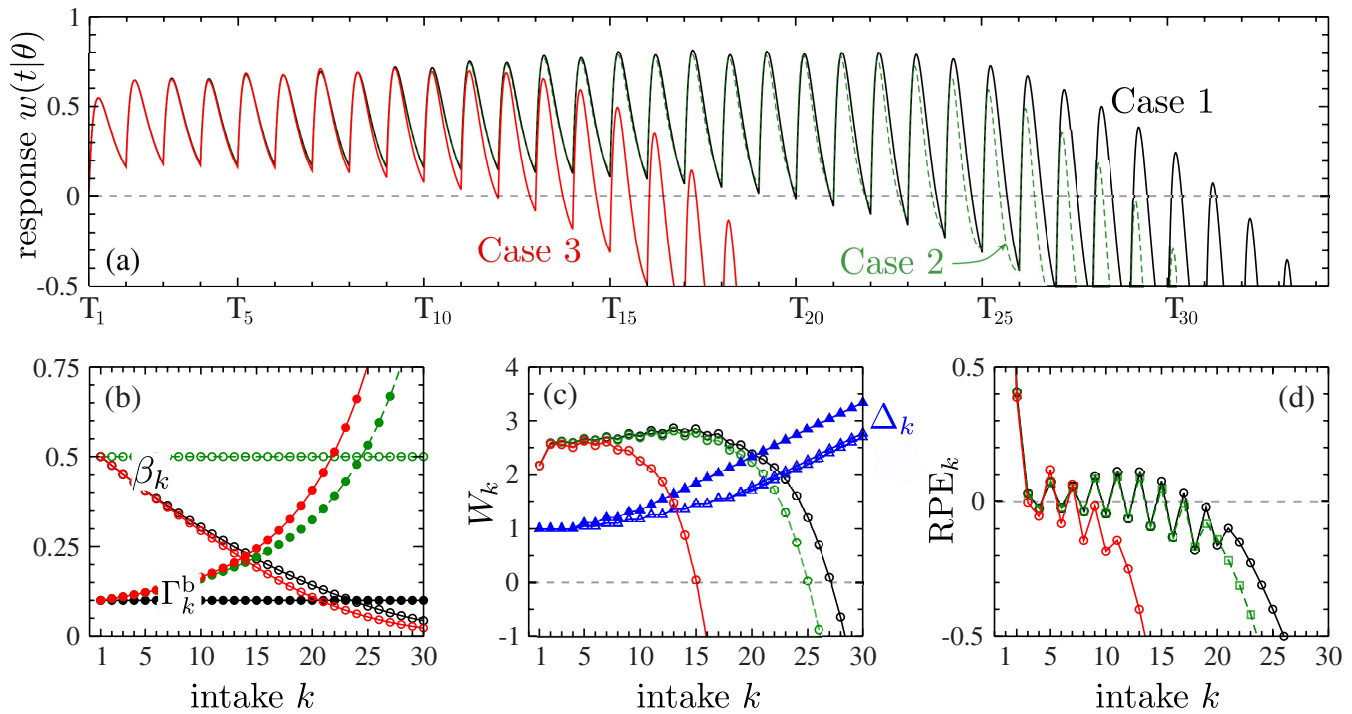 response w(t|θ)
1
0.5
0
-0.5
(a)
Case 1
Case 2
Case 3
T₁ T₅ T₁₀ T₁₅ T₂₀ T₂₅ T₃₀
0.75
0.5
0.25
0
(b)
βₖ
Γₖᵇ
1 5 10 15 20 25 30
intake k
Wₖ
4
3
2
1
0
-1
(c)
Δₖ
1 5 10 15 20 25 30
intake k
RPEₖ
0.5
0
-0.5
(d)
1 5 10 15 20 25 30
intake k